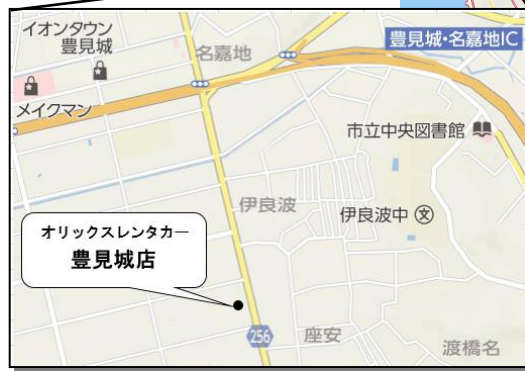 イオンタウン
豊見城
名嘉地
豊見城・名嘉地IC
メイクマン
市立中央図書館
伊良波
伊良波中 文
オリックスレンタカー
豊見城店
256
座安
渡橋名